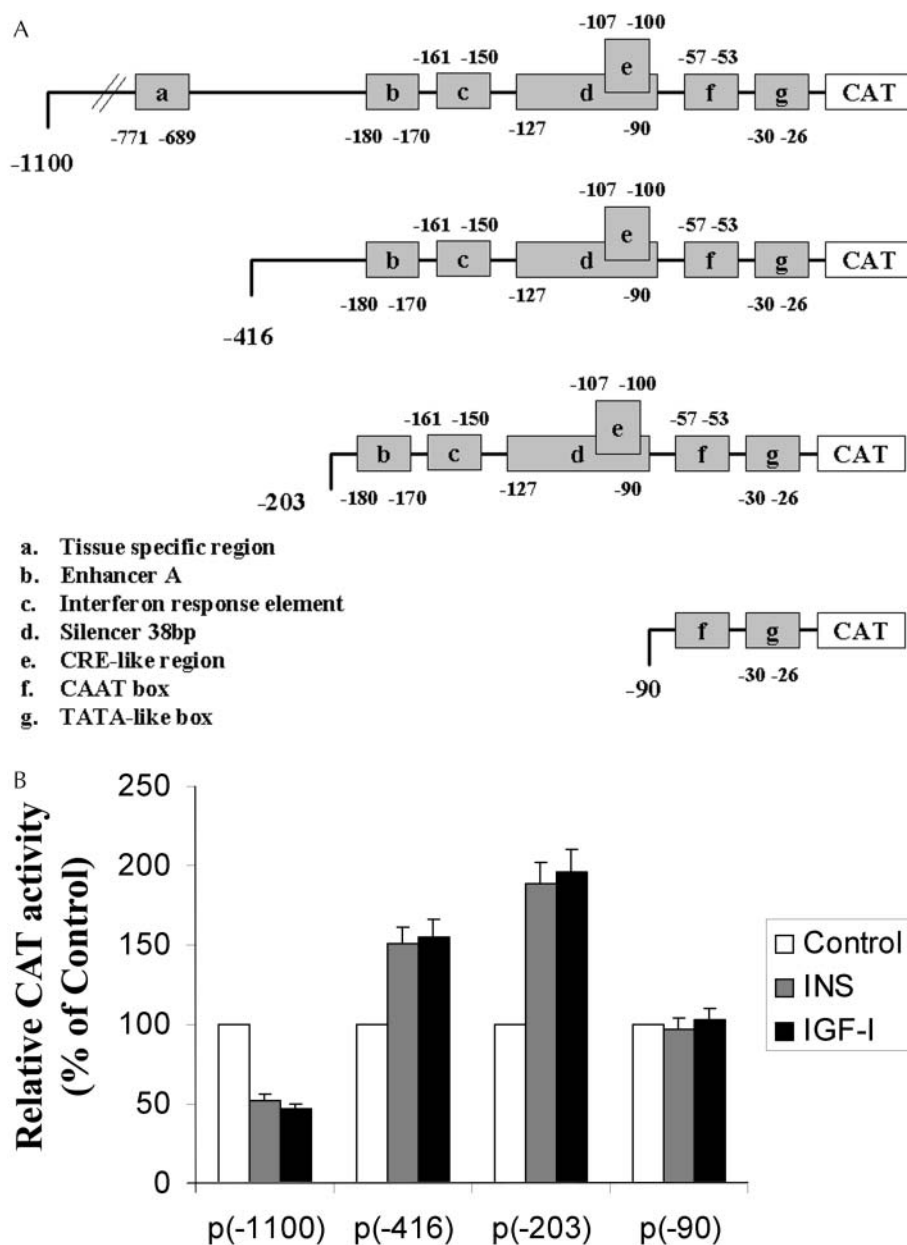 A
-107 -100
-161 -150 e -57 -53
a b c d f g CAT
-771 -689 -180 -170 -127 -90 -30 -26
-1100
-107 -100
-161 -150 e -57 -53
b c d f g CAT
-180 -170 -127 -90 -30 -26
-416
-107 -100
-161 -150 e -57 -53
b c d f g CAT
-203 -180 -170 -127 -90 -30 -26
a. Tissue specific region
b. Enhancer A
c. Interferon response element
d. Silencer 38bp
e. CRE-like region
f. CAAT box
g. TATA-like box
f g CAT
-90 -30 -26
B
Relative CAT activity
(% of Control)
250
200
150
100
50
0
p(-1100) p(-416) p(-203) p(-90)
Control
INS
IGF-I